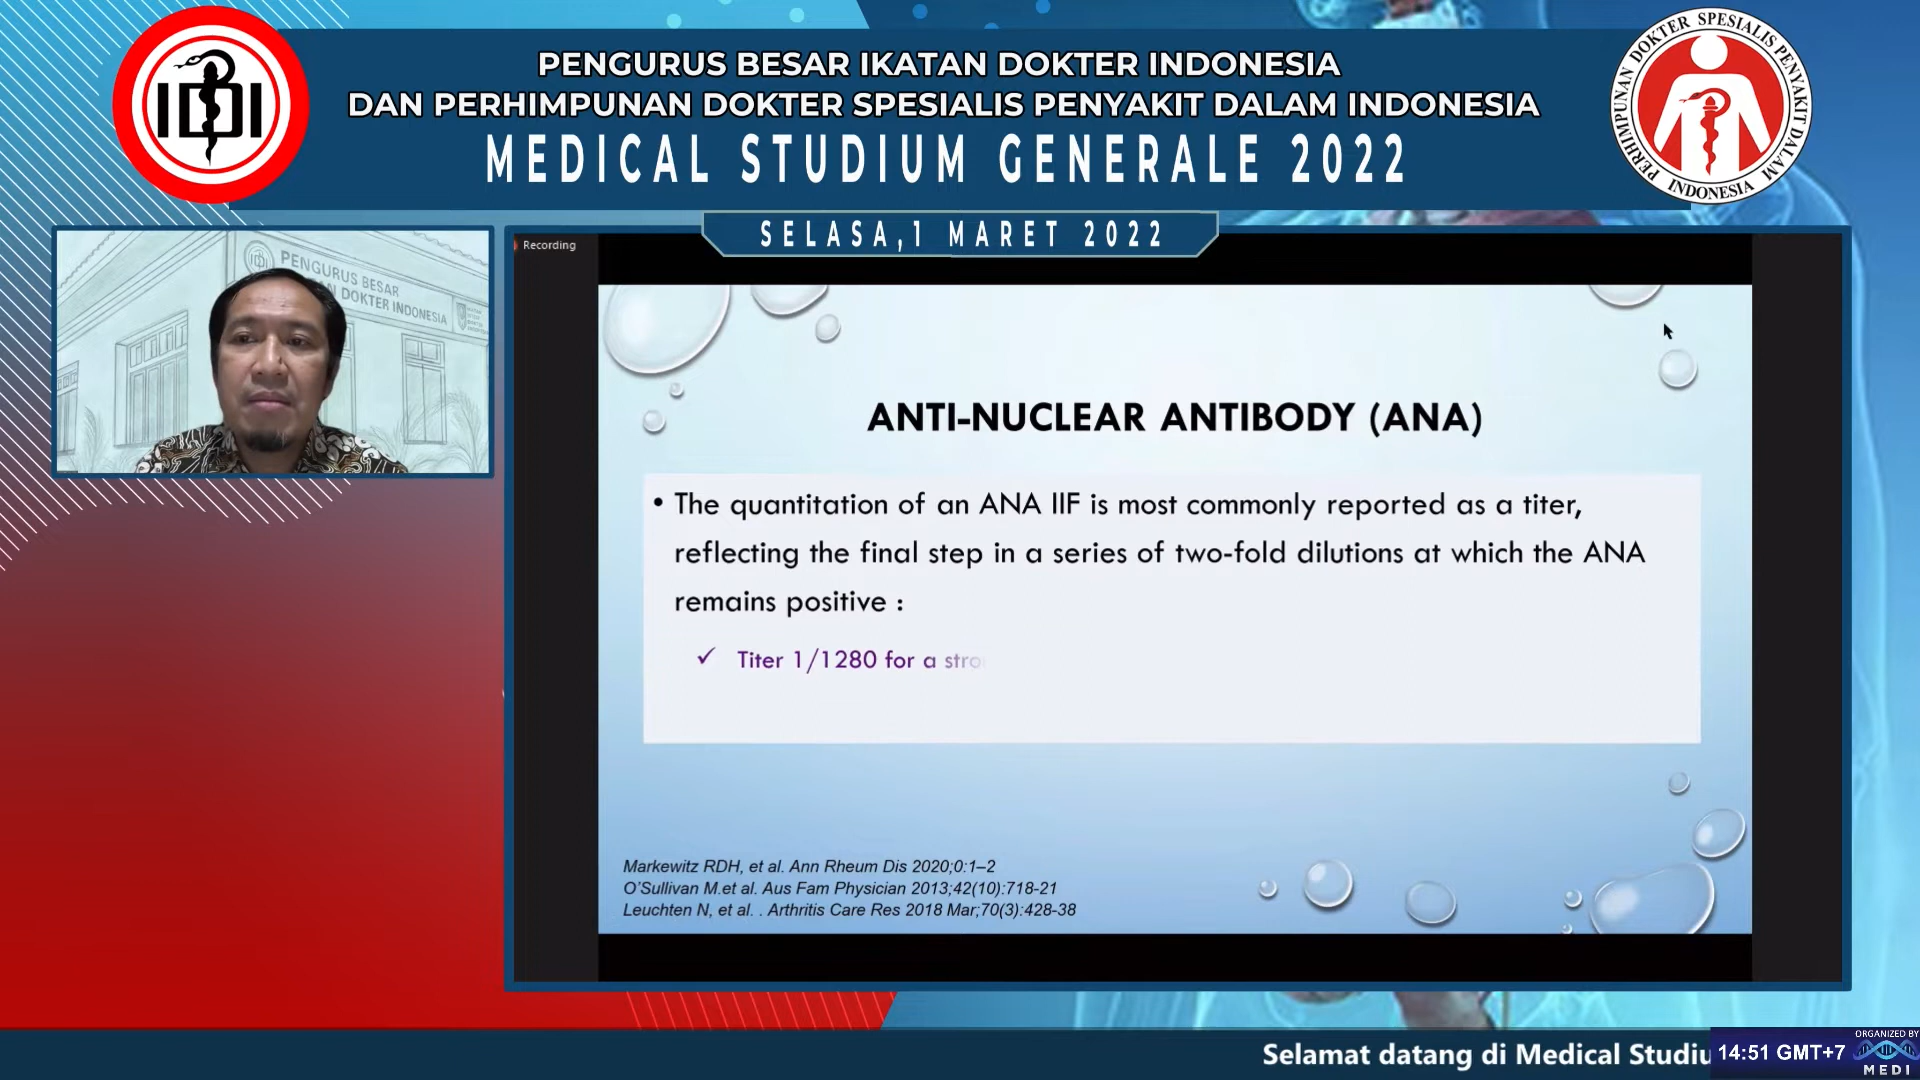 PENGURUS BESAR IKATAN DOKTER INDONESIA
DAN PERHIMPUNAN DOKTER SPESIALIS PENYAKIT DALAM INDONESIA
MEDICAL STUDIUM GENERALE 2022
SELASA,1 MARET 2022
IDI
PERHIMPUNAN DOKTER SPESIALIS PENYAKIT DALAM
INDONESIA
PENGURUS BESAR
DOKTER INDONESIA
Recording
ANTI-NUCLEAR ANTIBODY (ANA)
• The quantitation of an ANA IIF is most commonly reported as a titer,
reflecting the final step in a series of two-fold dilutions at which the ANA
remains positive :
✓ Titer 1/1280 for a stro
Markewitz RDH, et al. Ann Rheum Dis 2020;0:1–2
O'Sullivan M.et al. Aus Fam Physician 2013;42(10):718-21
Leuchten N, et al. . Arthritis Care Res 2018 Mar;70(3):428-38
Selamat datang di Medical Studiu
14:51 GMT+7
ORGANIZED BY
MEDI